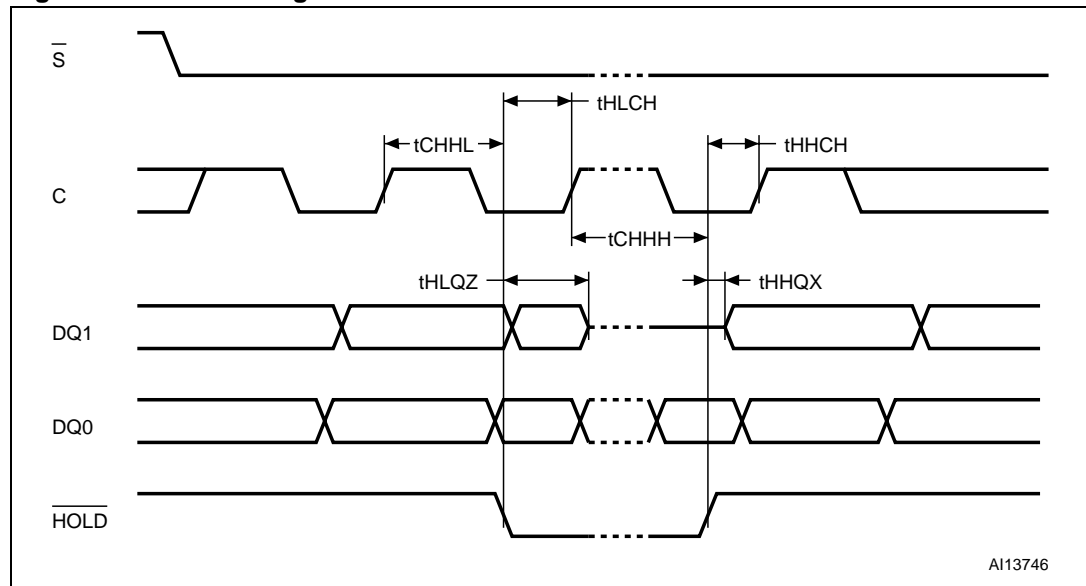 S
tHLCH
tCHHL
tHHCH
C
tCHHH
tHLQZ
tHHQX
DQ1
DQ0
HOLD
AI13746